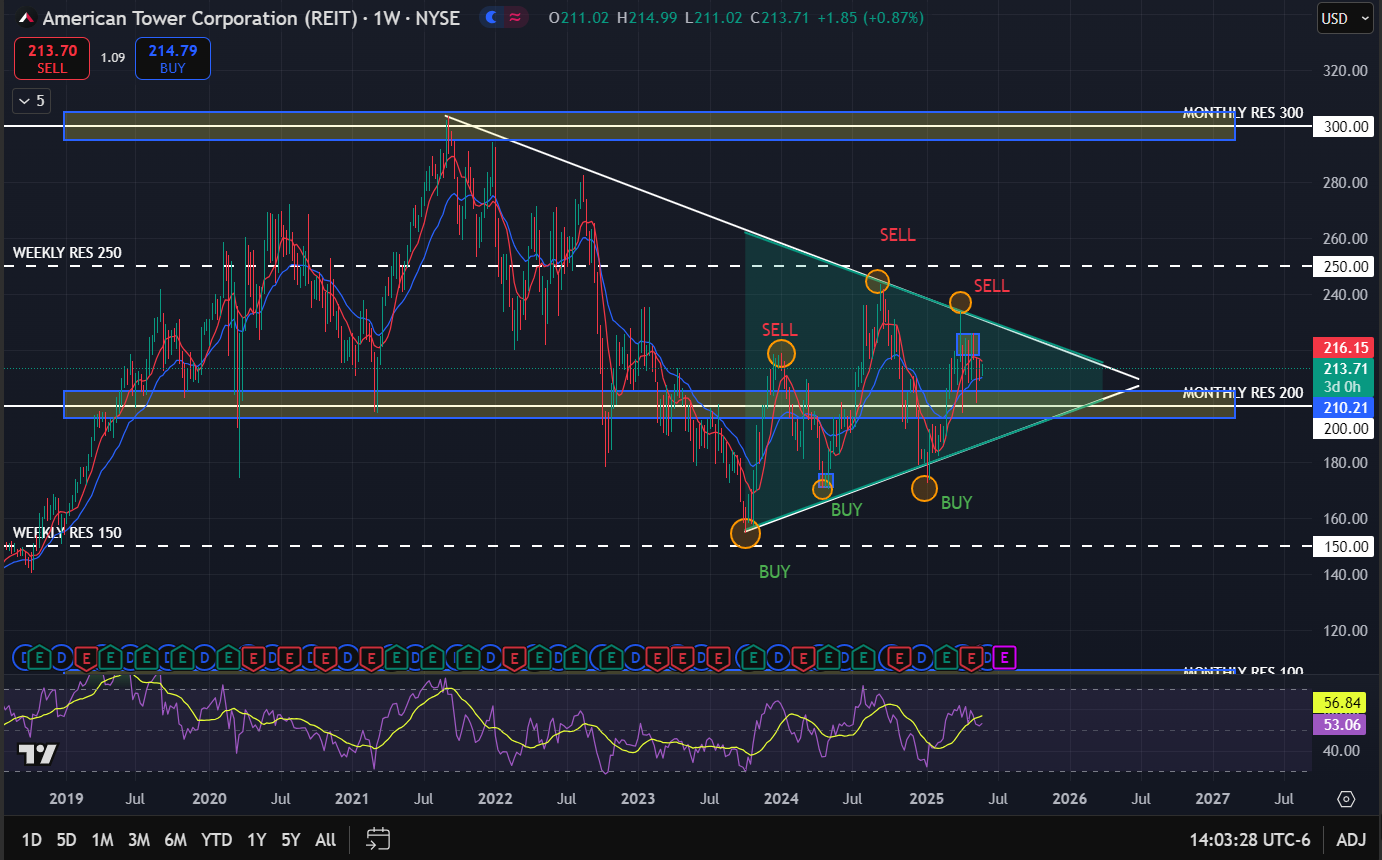 American Tower Corporation (REIT) · 1W · NYSE
O211.02 H214.99 L211.02 C213.71 +1.85 (+0.87%)
USD
213.70
SELL
1.09
214.79
BUY
5
320.00
MONTHLY RES 300
300.00
280.00
260.00
SELL
WEEKLY RES 250
250.00
240.00
SELL
SELL
216.15
213.71
3d 0h
MONTHLY RES 200
210.21
200.00
180.00
BUY
BUY
160.00
WEEKLY RES 150
150.00
BUY
140.00
120.00
D E D E E D E D E D E E D E D E D E E D E D E D E D E E D E D E E D E E D E D E D E E D E D E E D E D E
MONTHLY RES 100
56.84
53.06
40.00
2019 Jul 2020 Jul 2021 Jul 2022 Jul 2023 Jul 2024 Jul 2025 Jul 2026 Jul 2027 Jul
1D 5D 1M 3M 6M YTD 1Y 5Y All
14:03:28 UTC-6 ADJ